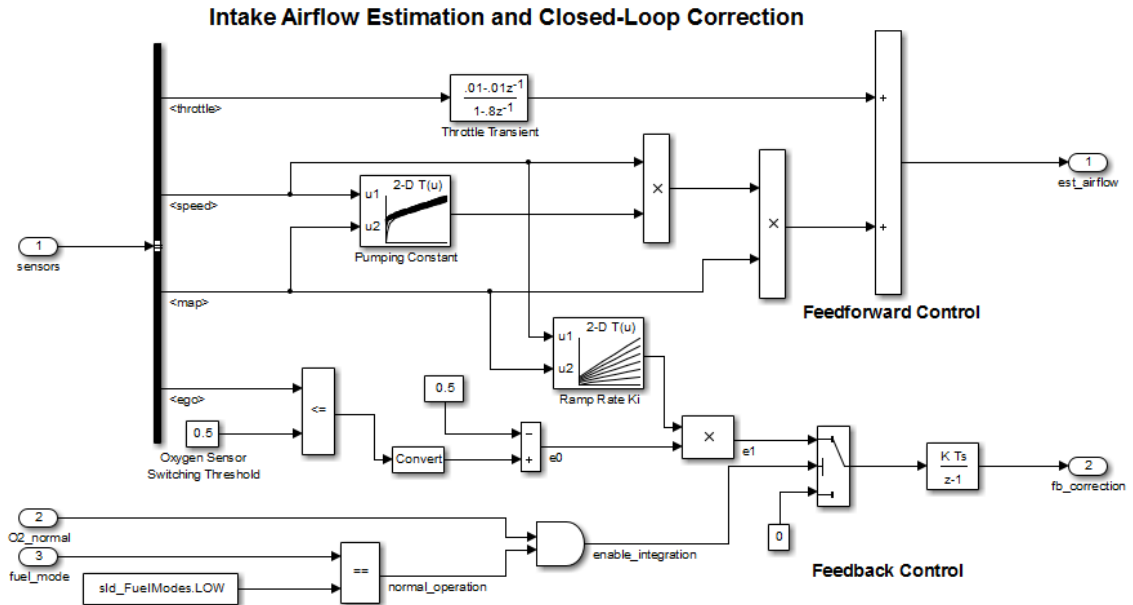 Intake Airflow Estimation and Closed-Loop Correction
.01-.01z-1
1-.8z-1
<throttle>
Throttle Transient
+
1
est_airflow
2-D T(u)
u1
u2
<speed>
Pumping Constant
×
×
+
1
sensors
<map>
Feedforward Control
2-D T(u)
u1
u2
Ramp Rate Ki
<ego>
<=
0.5
0.5
Oxygen Sensor
Switching Threshold
Convert
−
+
e0
×
e1
K Ts
z-1
2
fb_correction
0
2
O2_normal
3
fuel_mode
==
enable_integration
sld_FuelModes.LOW
normal_operation
Feedback Control